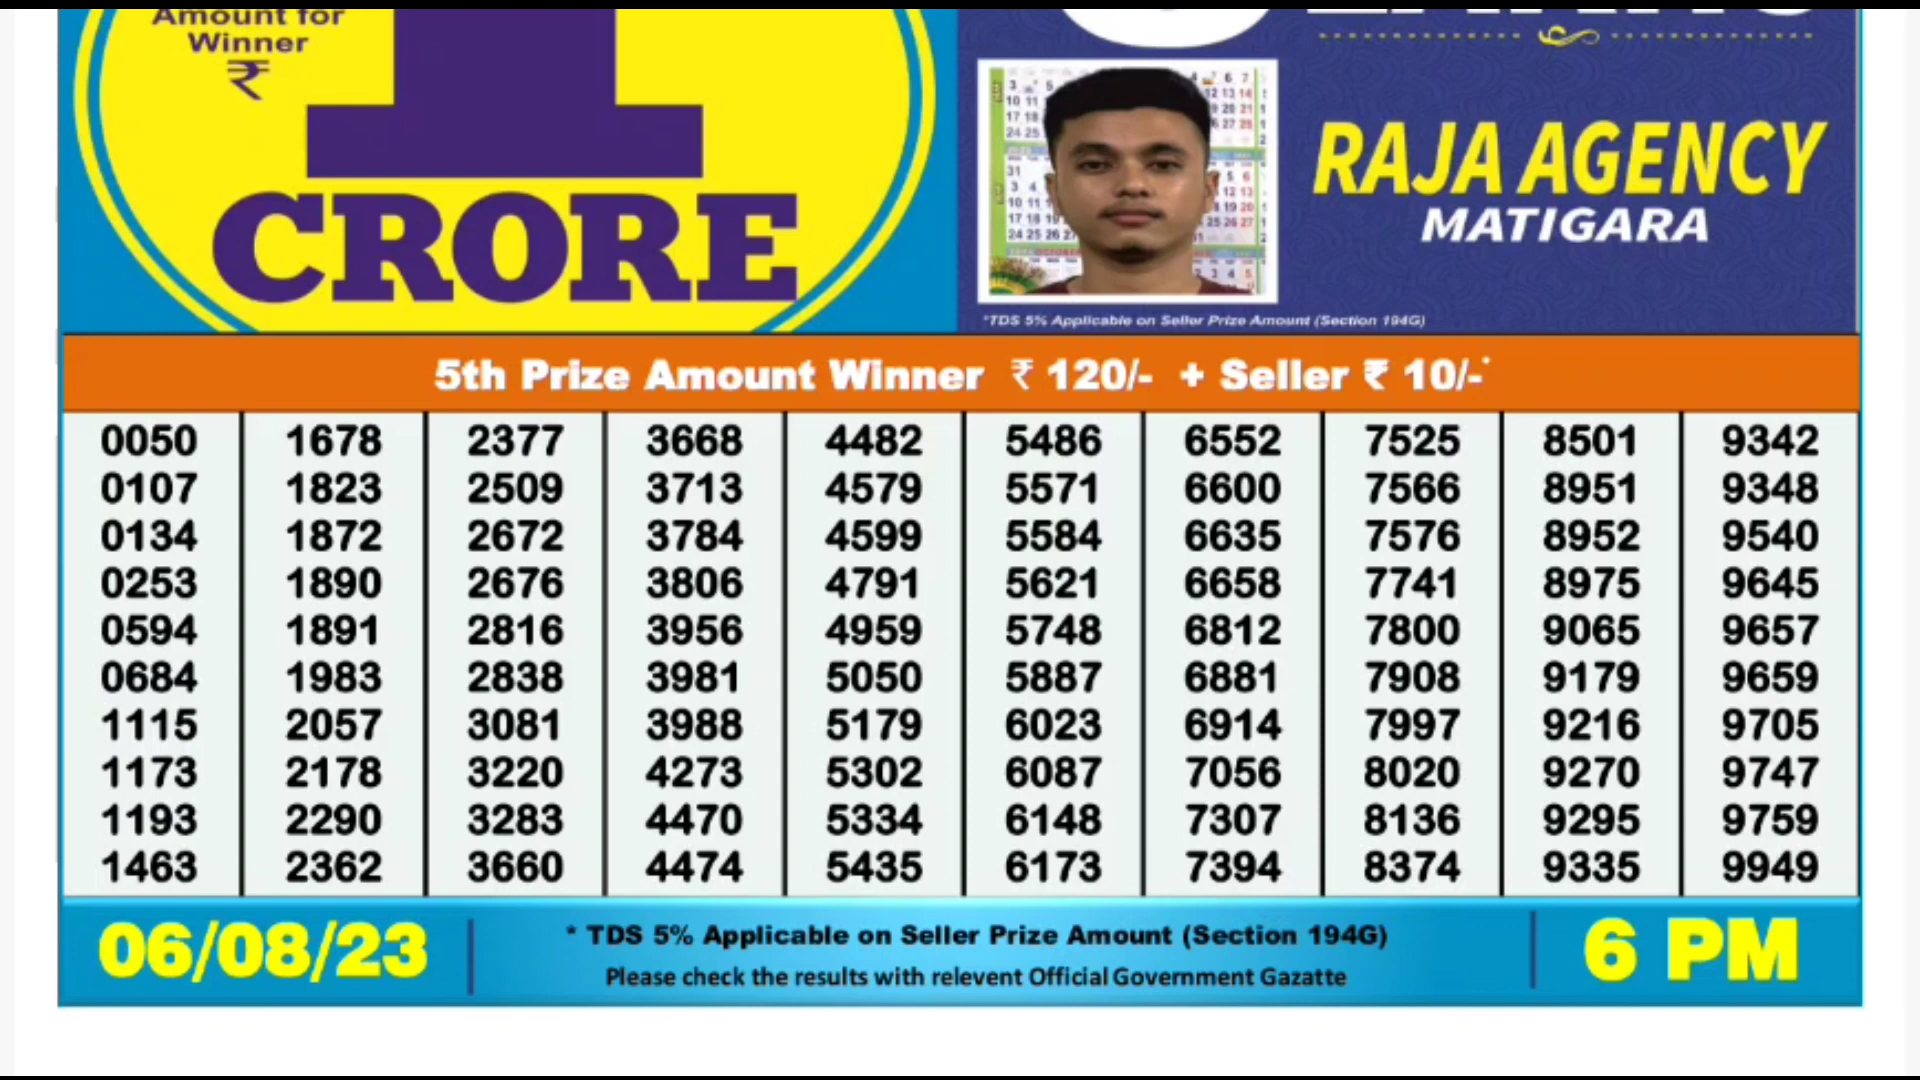 Amount for
Winner
₹
1
CRORE
RAJA AGENCY
MATIGARA
*TDS 5% Applicable on Seller Prize Amount (Section 194G)
5th Prize Amount Winner ₹ 120/- + Seller ₹ 10/-*
0050 1678 2377 3668 4482 5486 6552 7525 8501 9342
0107 1823 2509 3713 4579 5571 6600 7566 8951 9348
0134 1872 2672 3784 4599 5584 6635 7576 8952 9540
0253 1890 2676 3806 4791 5621 6658 7741 8975 9645
0594 1891 2816 3956 4959 5748 6812 7800 9065 9657
0684 1983 2838 3981 5050 5887 6881 7908 9179 9659
1115 2057 3081 3988 5179 6023 6914 7997 9216 9705
1173 2178 3220 4273 5302 6087 7056 8020 9270 9747
1193 2290 3283 4470 5334 6148 7307 8136 9295 9759
1463 2362 3660 4474 5435 6173 7394 8374 9335 9949
06/08/23
* TDS 5% Applicable on Seller Prize Amount (Section 194G)
Please check the results with relevent Official Government Gazatte
6 PM